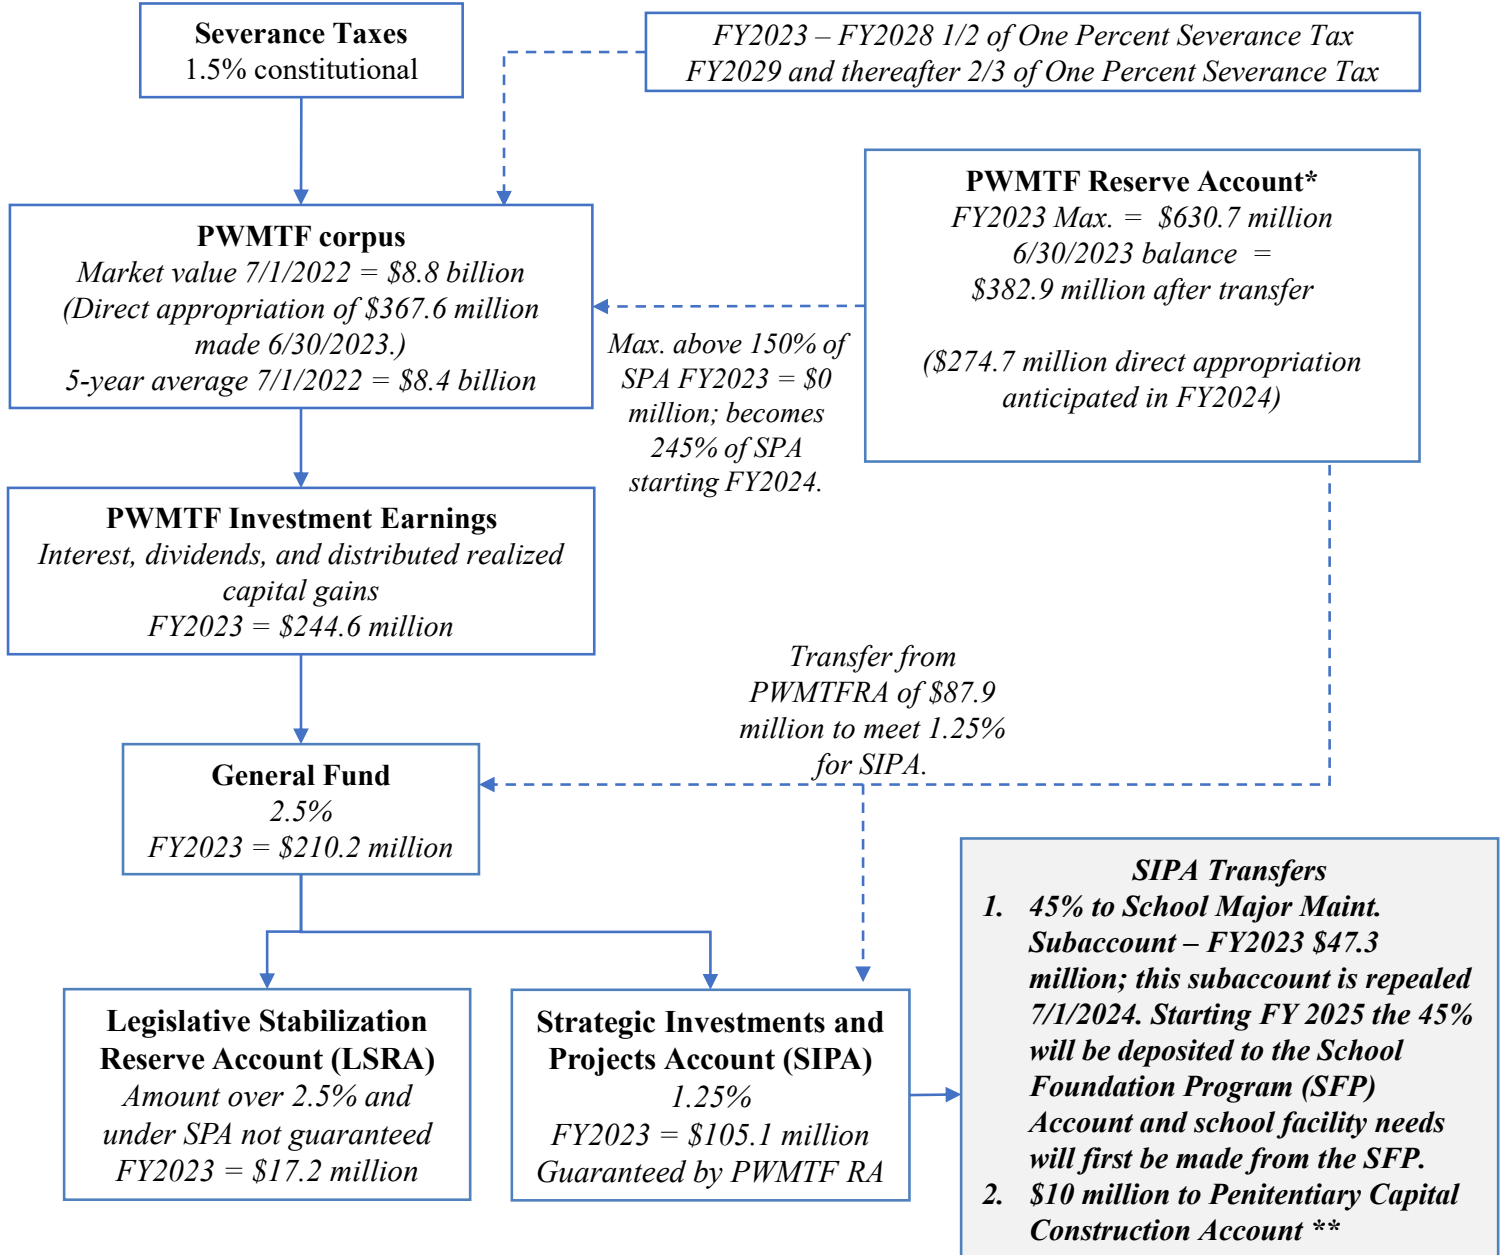 Severance Taxes
1.5% constitutional
FY2023 – FY2028 1/2 of One Percent Severance Tax
FY2029 and thereafter 2/3 of One Percent Severance Tax
PWMTF corpus
Market value 7/1/2022 = $8.8 billion
(Direct appropriation of $367.6 million
made 6/30/2023.)
5-year average 7/1/2022 = $8.4 billion
PWMTF Reserve Account*
FY2023 Max. = $630.7 million
6/30/2023 balance =
$382.9 million after transfer
($274.7 million direct appropriation
anticipated in FY2024)
Max. above 150% of
SPA FY2023 = $0
million; becomes
245% of SPA
starting FY2024.
PWMTF Investment Earnings
Interest, dividends, and distributed realized
capital gains
FY2023 = $244.6 million
Transfer from
PWMTFRA of $87.9
million to meet 1.25%
for SIPA.
General Fund
2.5%
FY2023 = $210.2 million
Legislative Stabilization
Reserve Account (LSRA)
Amount over 2.5% and
under SPA not guaranteed
FY2023 = $17.2 million
Strategic Investments and
Projects Account (SIPA)
1.25%
FY2023 = $105.1 million
Guaranteed by PWMTF RA
SIPA Transfers
1. 45% to School Major Maint.
Subaccount – FY2023 $47.3
million; this subaccount is repealed
7/1/2024. Starting FY 2025 the 45%
will be deposited to the School
Foundation Program (SFP)
Account and school facility needs
will first be made from the SFP.
2. $10 million to Penitentiary Capital
Construction Account **